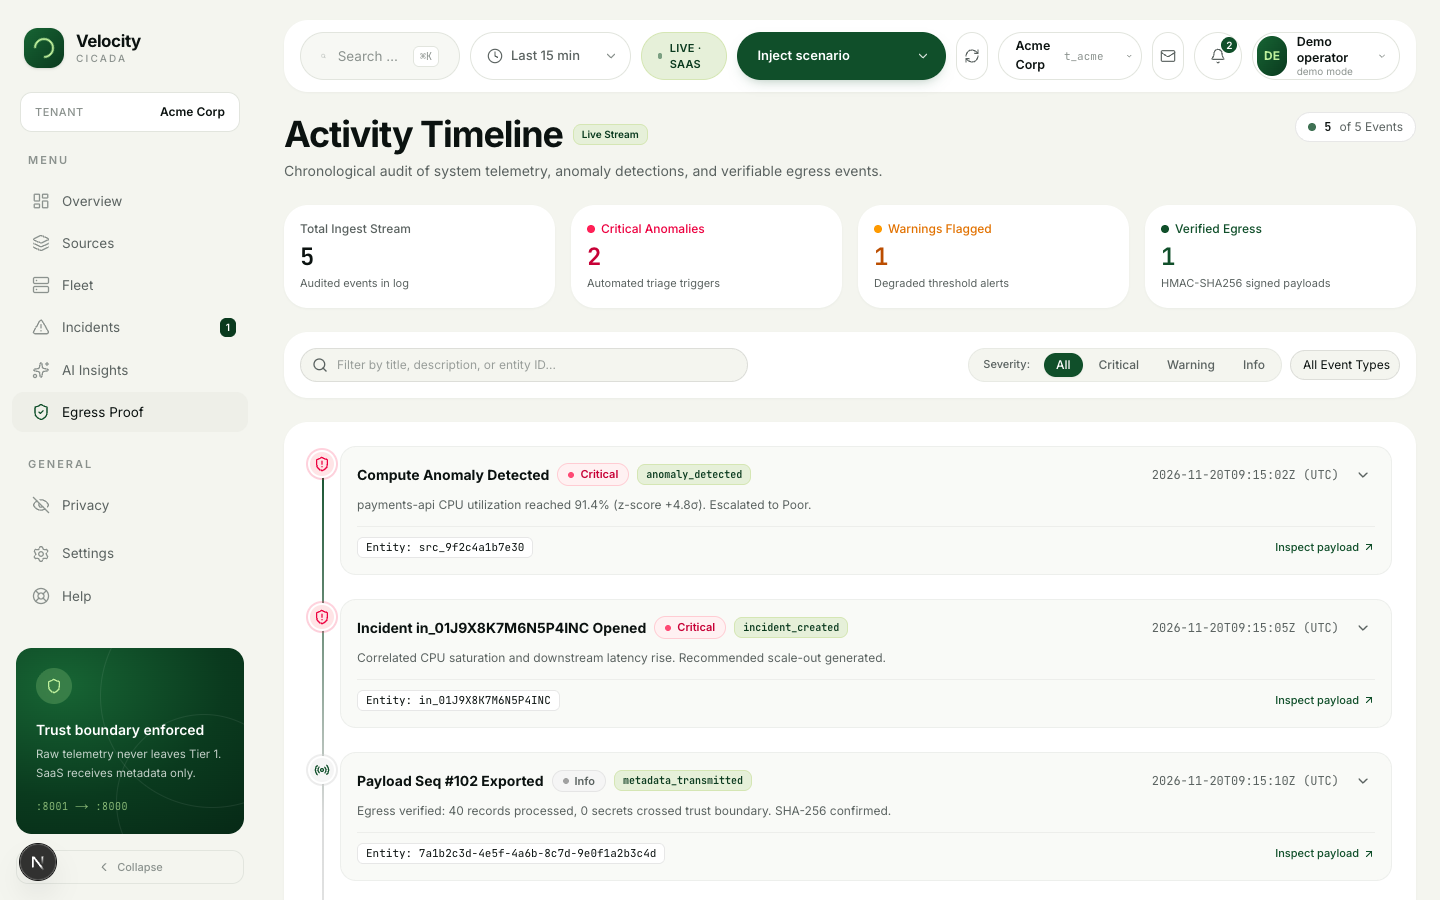 Velocity
CICADA
TENANT Acme Corp
MENU
Overview
Sources
Fleet
Incidents 1
AI Insights
Egress Proof
GENERAL
Privacy
Settings
Help
Trust boundary enforced
Raw telemetry never leaves Tier 1.
SaaS receives metadata only.
:8001 → :8000
N
Collapse
Search ... ⌘K
Last 15 min
LIVE ·
SAAS
Inject scenario
Acme
Corp
t_acme
2
DE
Demo
operator
demo mode
Activity Timeline
Live Stream
5 of 5 Events
Chronological audit of system telemetry, anomaly detections, and verifiable egress events.
Total Ingest Stream
5
Audited events in log
Critical Anomalies
2
Automated triage triggers
Warnings Flagged
1
Degraded threshold alerts
Verified Egress
1
HMAC-SHA256 signed payloads
Filter by title, description, or entity ID...
Severity: All Critical Warning Info
All Event Types
Compute Anomaly Detected Critical anomaly_detected 2026-11-20T09:15:02Z (UTC)
payments-api CPU utilization reached 91.4% (z-score +4.8σ). Escalated to Poor.
Entity: src_9f2c4a1b7e30 Inspect payload
Incident in_01J9X8K7M6N5P4INC Opened Critical incident_created 2026-11-20T09:15:05Z (UTC)
Correlated CPU saturation and downstream latency rise. Recommended scale-out generated.
Entity: in_01J9X8K7M6N5P4INC Inspect payload
Payload Seq #102 Exported Info metadata_transmitted 2026-11-20T09:15:10Z (UTC)
Egress verified: 40 records processed, 0 secrets crossed trust boundary. SHA-256 confirmed.
Entity: 7a1b2c3d-4e5f-4a6b-8c7d-9e0f1a2b3c4d Inspect payload